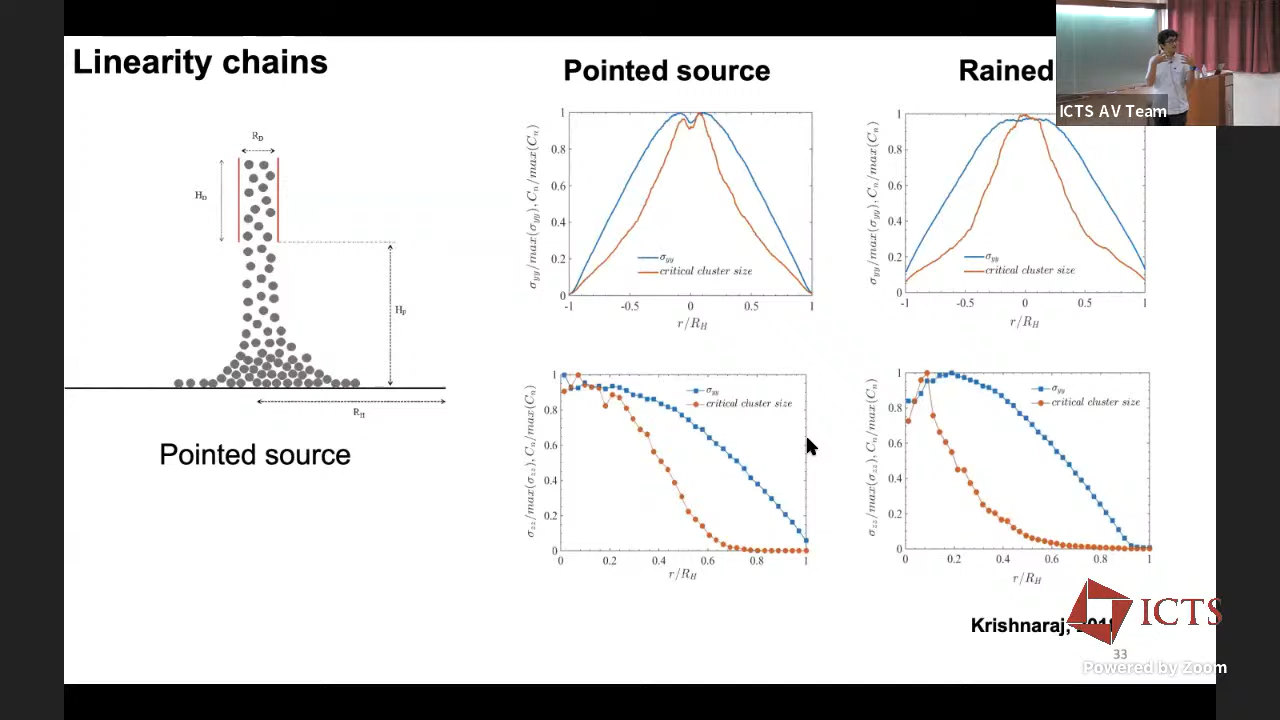 Linearity chains
Pointed source
Rained
ICTS AV Team
R_D
H_D
H_F
R_H
Pointed source
σ_yy/max(σ_yy), C_n/max(C_n)
1
0.8
0.6
0.4
0.2
0
σ_yy
critical cluster size
-1
-0.5
0
0.5
1
r/R_H
σ_yy/max(σ_yy), C_n/max(C_n)
1
0.8
0.6
0.4
0.2
0
σ_yy
critical cluster size
-1
-0.5
0
0.5
1
r/R_H
σ_zz/max(σ_zz), C_n/max(C_n)
1
0.8
0.6
0.4
0.2
0
σ_yy
critical cluster size
0
0.2
0.4
0.6
0.8
1
r/R_H
σ_zz/max(σ_zz), C_n/max(C_n)
1
0.8
0.6
0.4
0.2
0
σ_yy
critical cluster size
0
0.2
0.4
0.6
0.8
1
r/R_H
Krishnaraj,
ICTS
33
Powered by Zoom